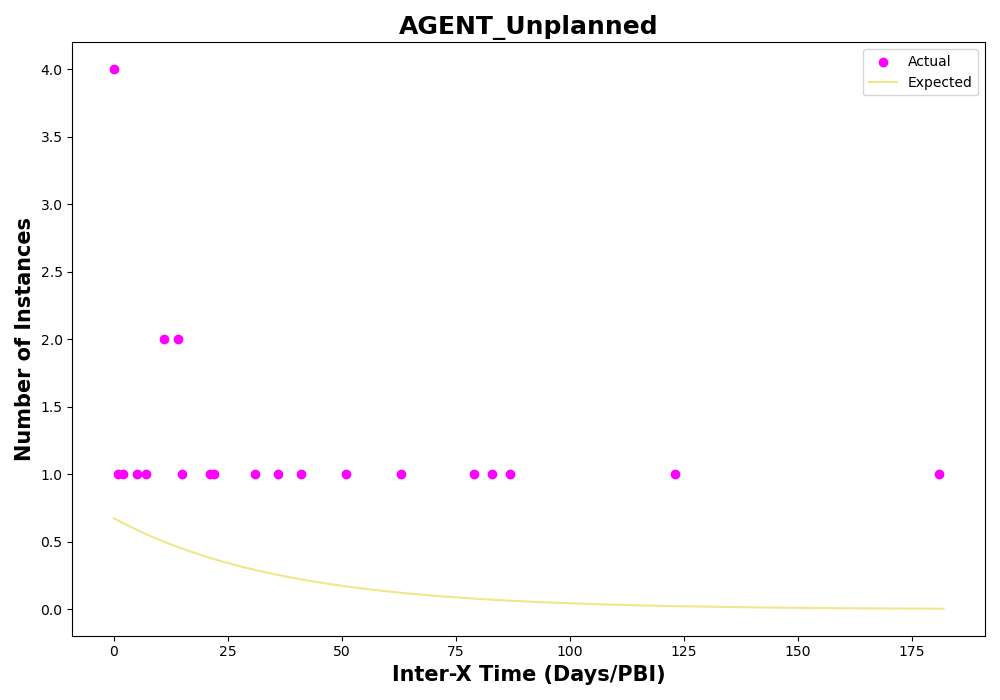 AGENT_Unplanned
Actual
Expected
4.0
3.5
3.0
2.5
2.0
1.5
1.0
0.5
0.0
Number of Instances
0 25 50 75 100 125 150 175
Inter-X Time (Days/PBI)